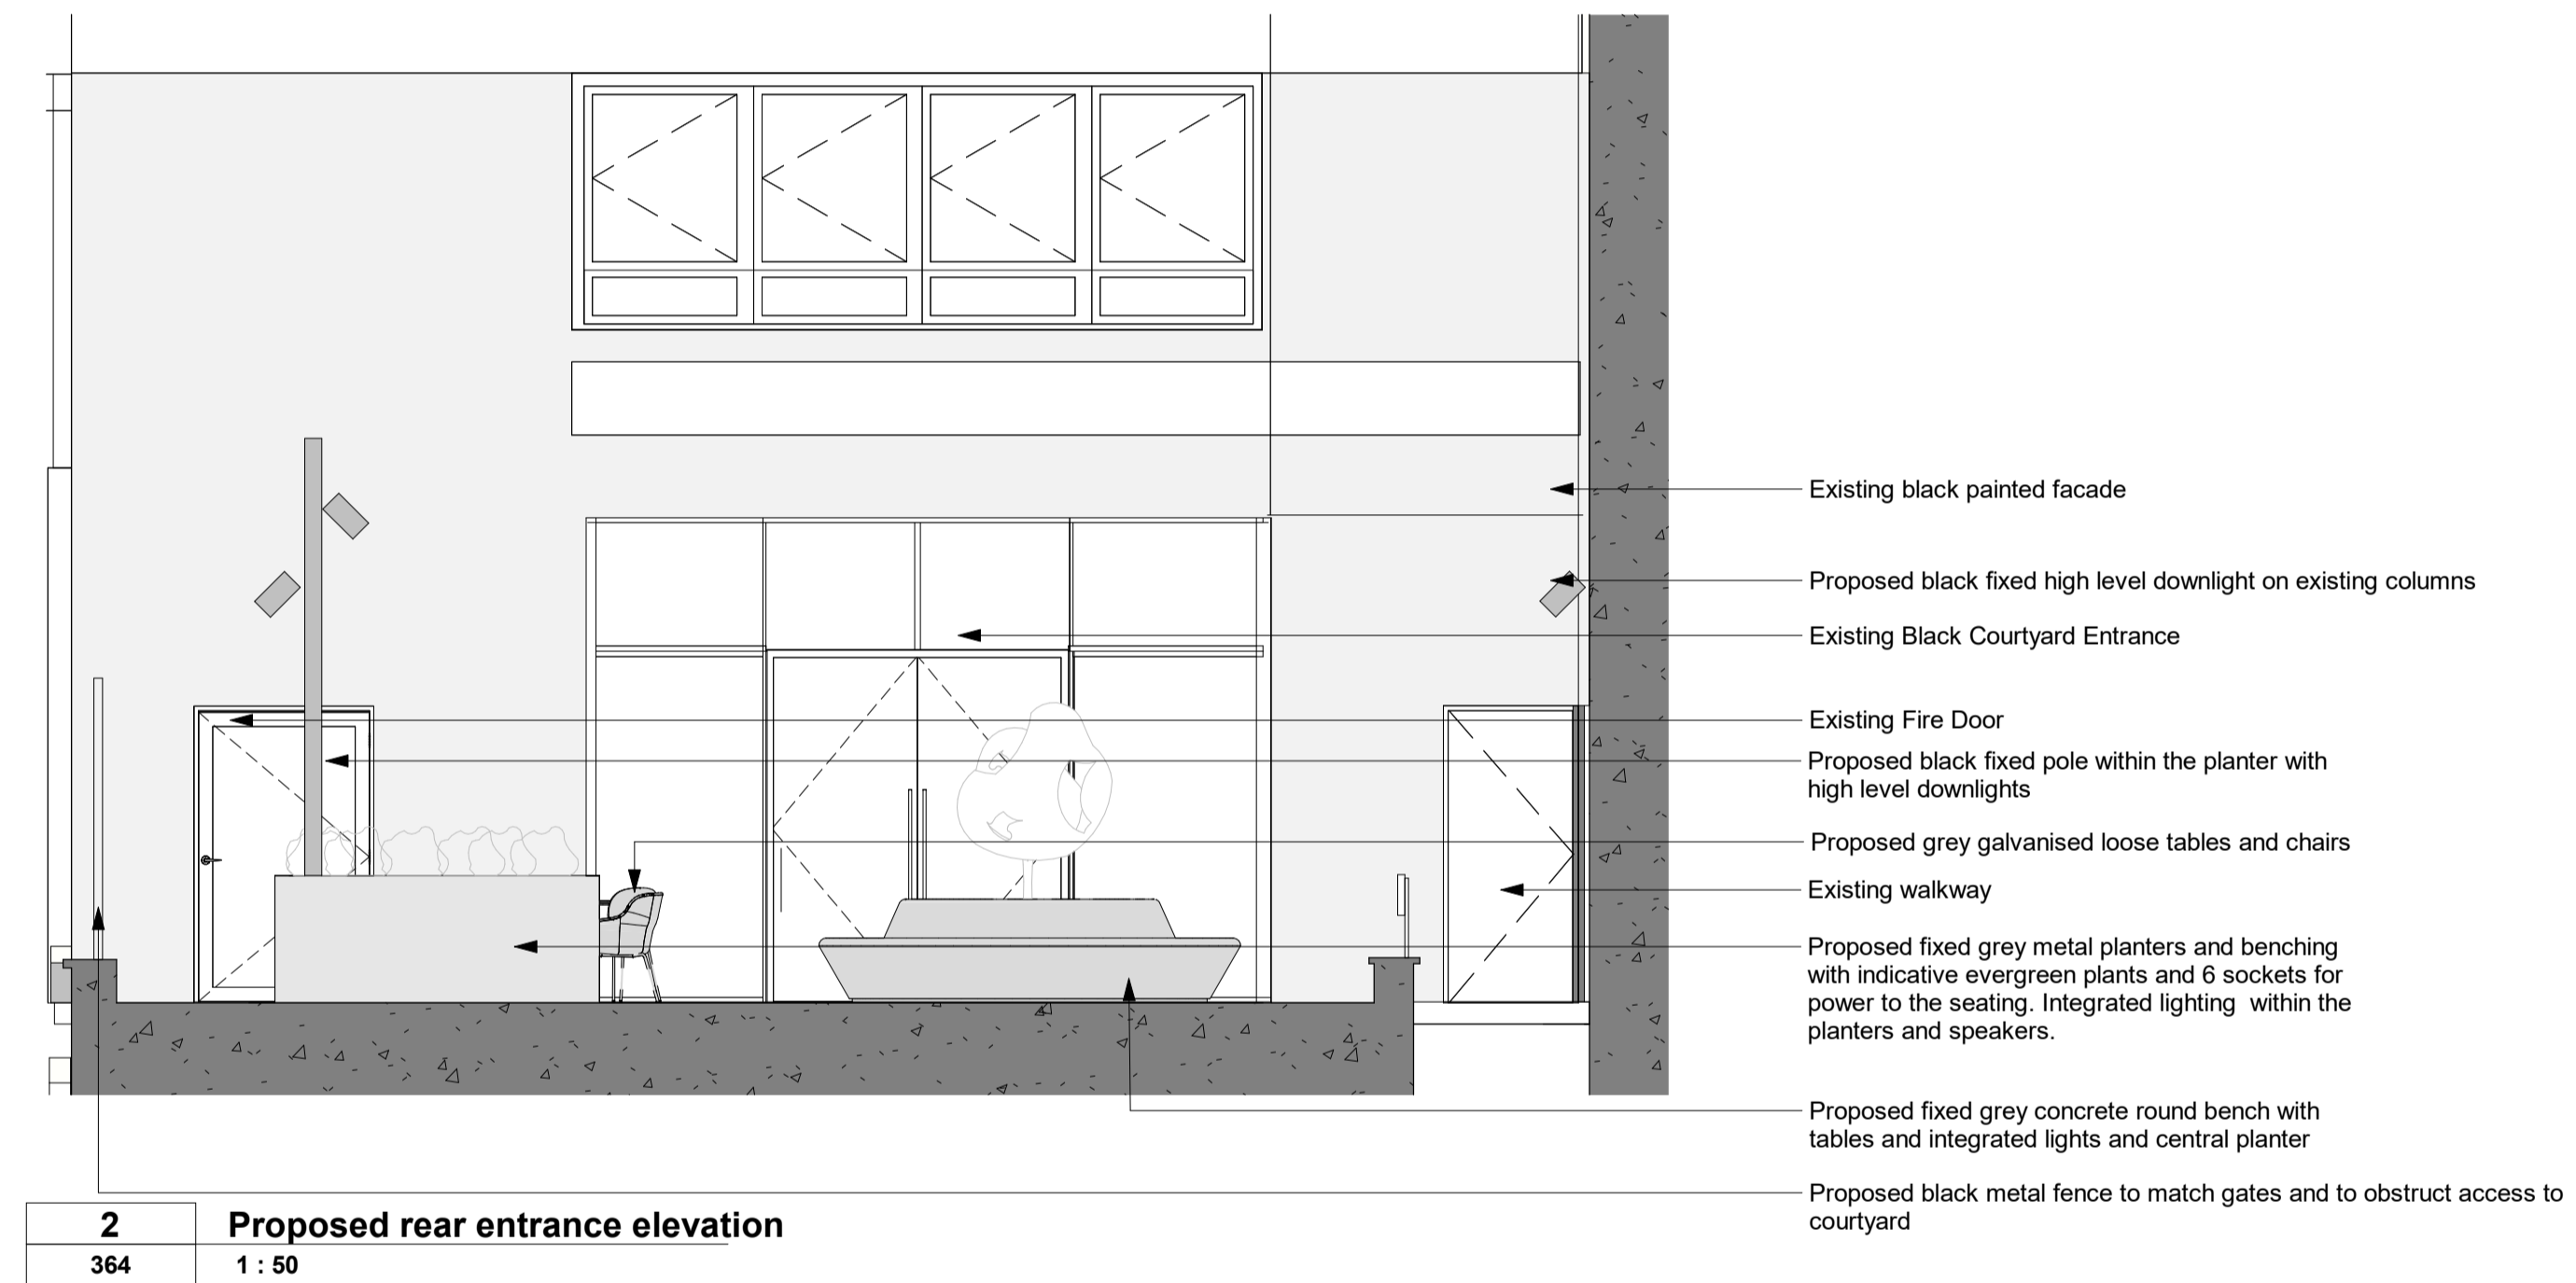 Existing black painted facade
Proposed black fixed high level downlight on existing columns
Existing Black Courtyard Entrance
Existing Fire Door
Proposed black fixed pole within the planter with
high level downlights
Proposed grey galvanised loose tables and chairs
Existing walkway
Proposed fixed grey metal planters and benching
with indicative evergreen plants and 6 sockets for
power to the seating. Integrated lighting  within the
planters and speakers.
Proposed fixed grey concrete round bench with
tables and integrated lights and central planter
Proposed black metal fence to match gates and to obstruct access to
courtyard
2 Proposed rear entrance elevation
364 1 : 50